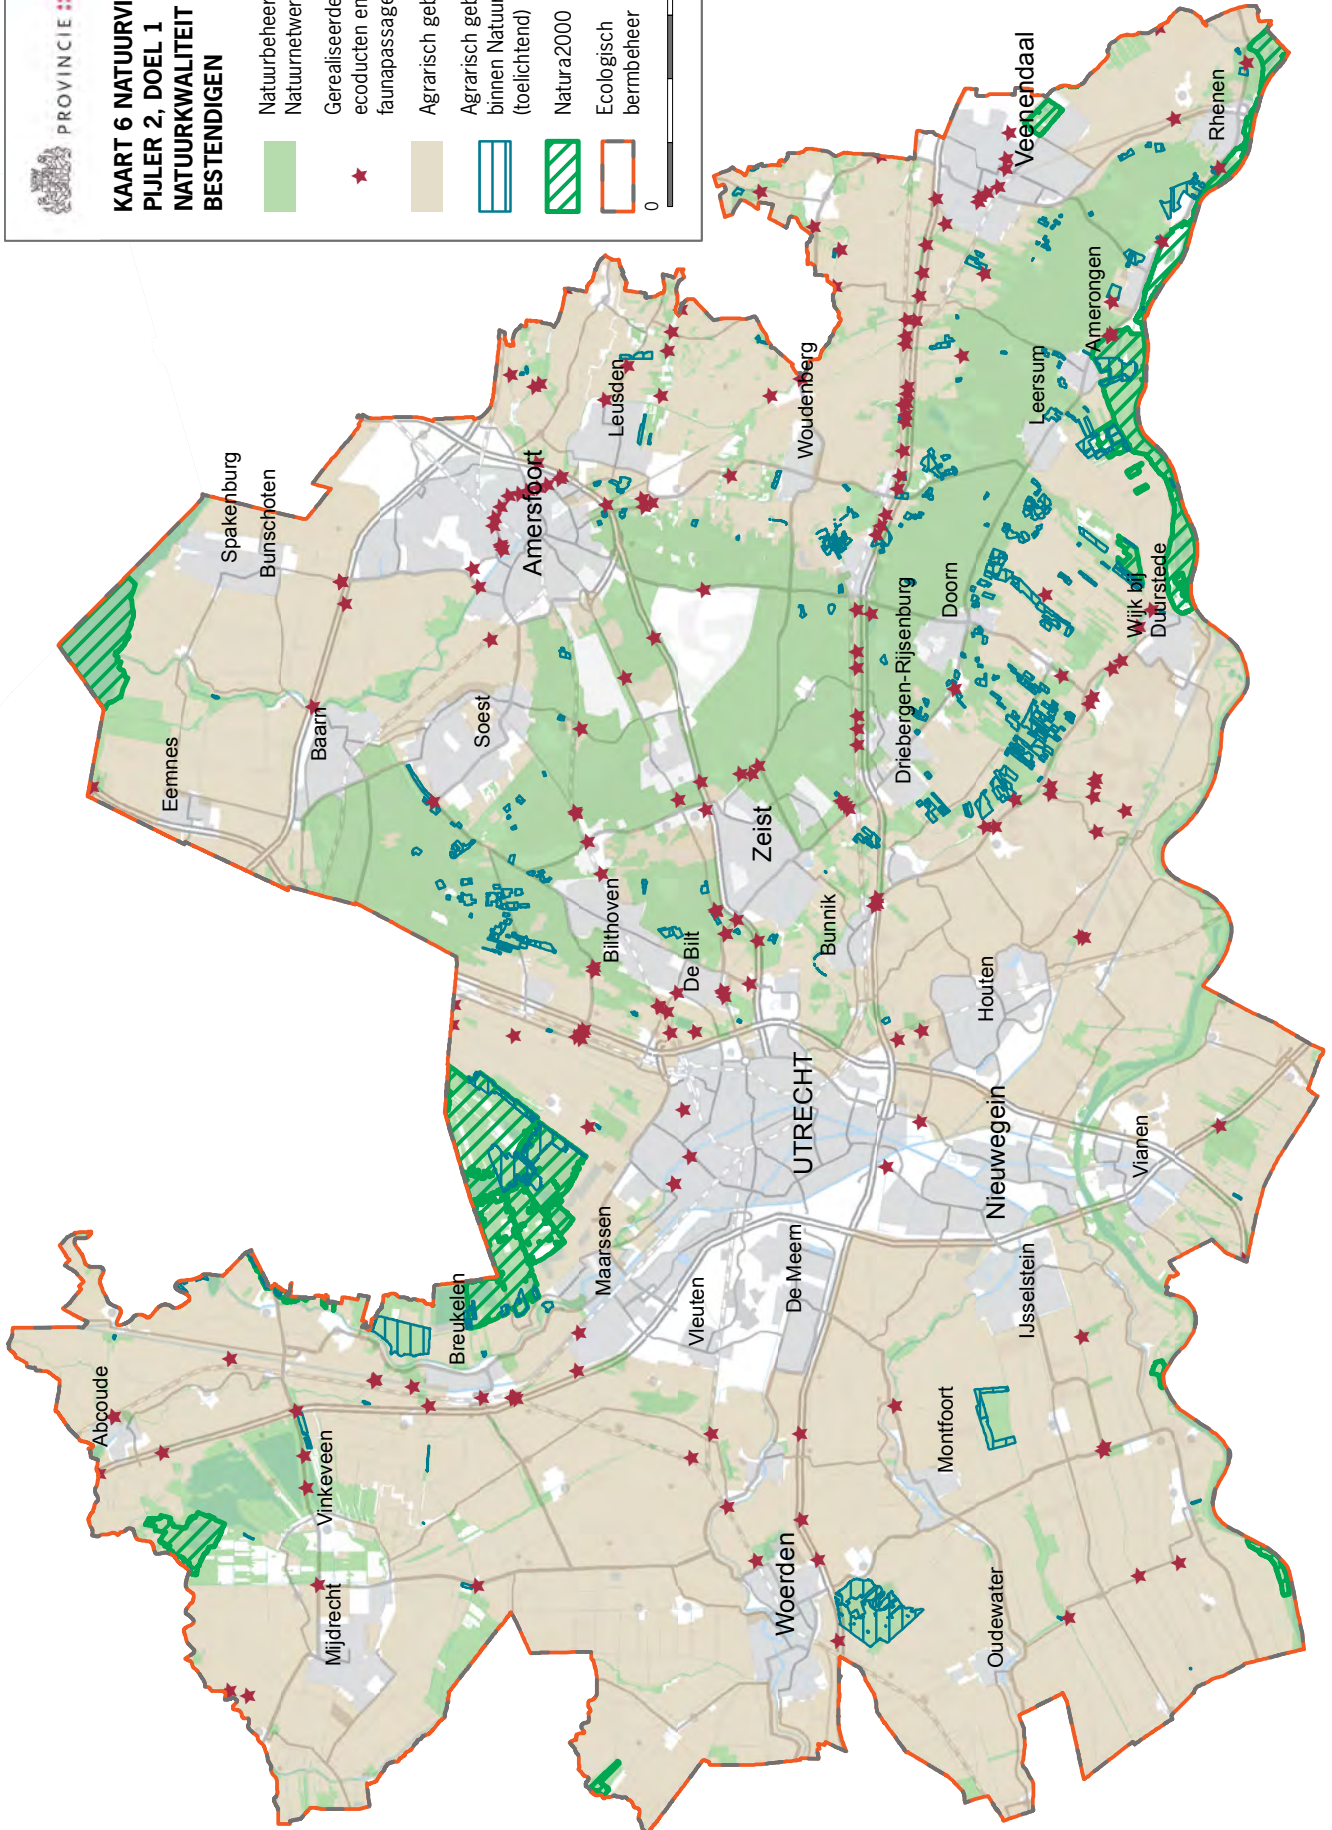 PROVINCIE
KAART 6 NATUURVI
PIJLER 2, DOEL 1
NATUURKWALITEIT
BESTENDIGEN
Natuurbeheer
Natuurnetwer
Gerealiseerde
ecoducten en
faunapassage
Agrarisch geb
Agrarisch geb
binnen Natuur
(toelichtend)
Natura2000
Ecologisch
bermbeheer
0
Spakenburg
Bunschoten
Eemnes
Baarn
Soest
Amersfoort
Leusden
Woudenberg
Veenendaal
Rhenen
Amerongen
Leersum
Doorn
Wijk bij
Duurstede
Driebergen-Rijsenburg
Zeist
Bilthoven
De Bilt
Bunnik
Houten
UTRECHT
Nieuwegein
Vianen
IJsselstein
Maarssen
Vleuten
De Meern
Breukelen
Abcoude
Vinkeveen
Mijdrecht
Woerden
Montfoort
Oudewater